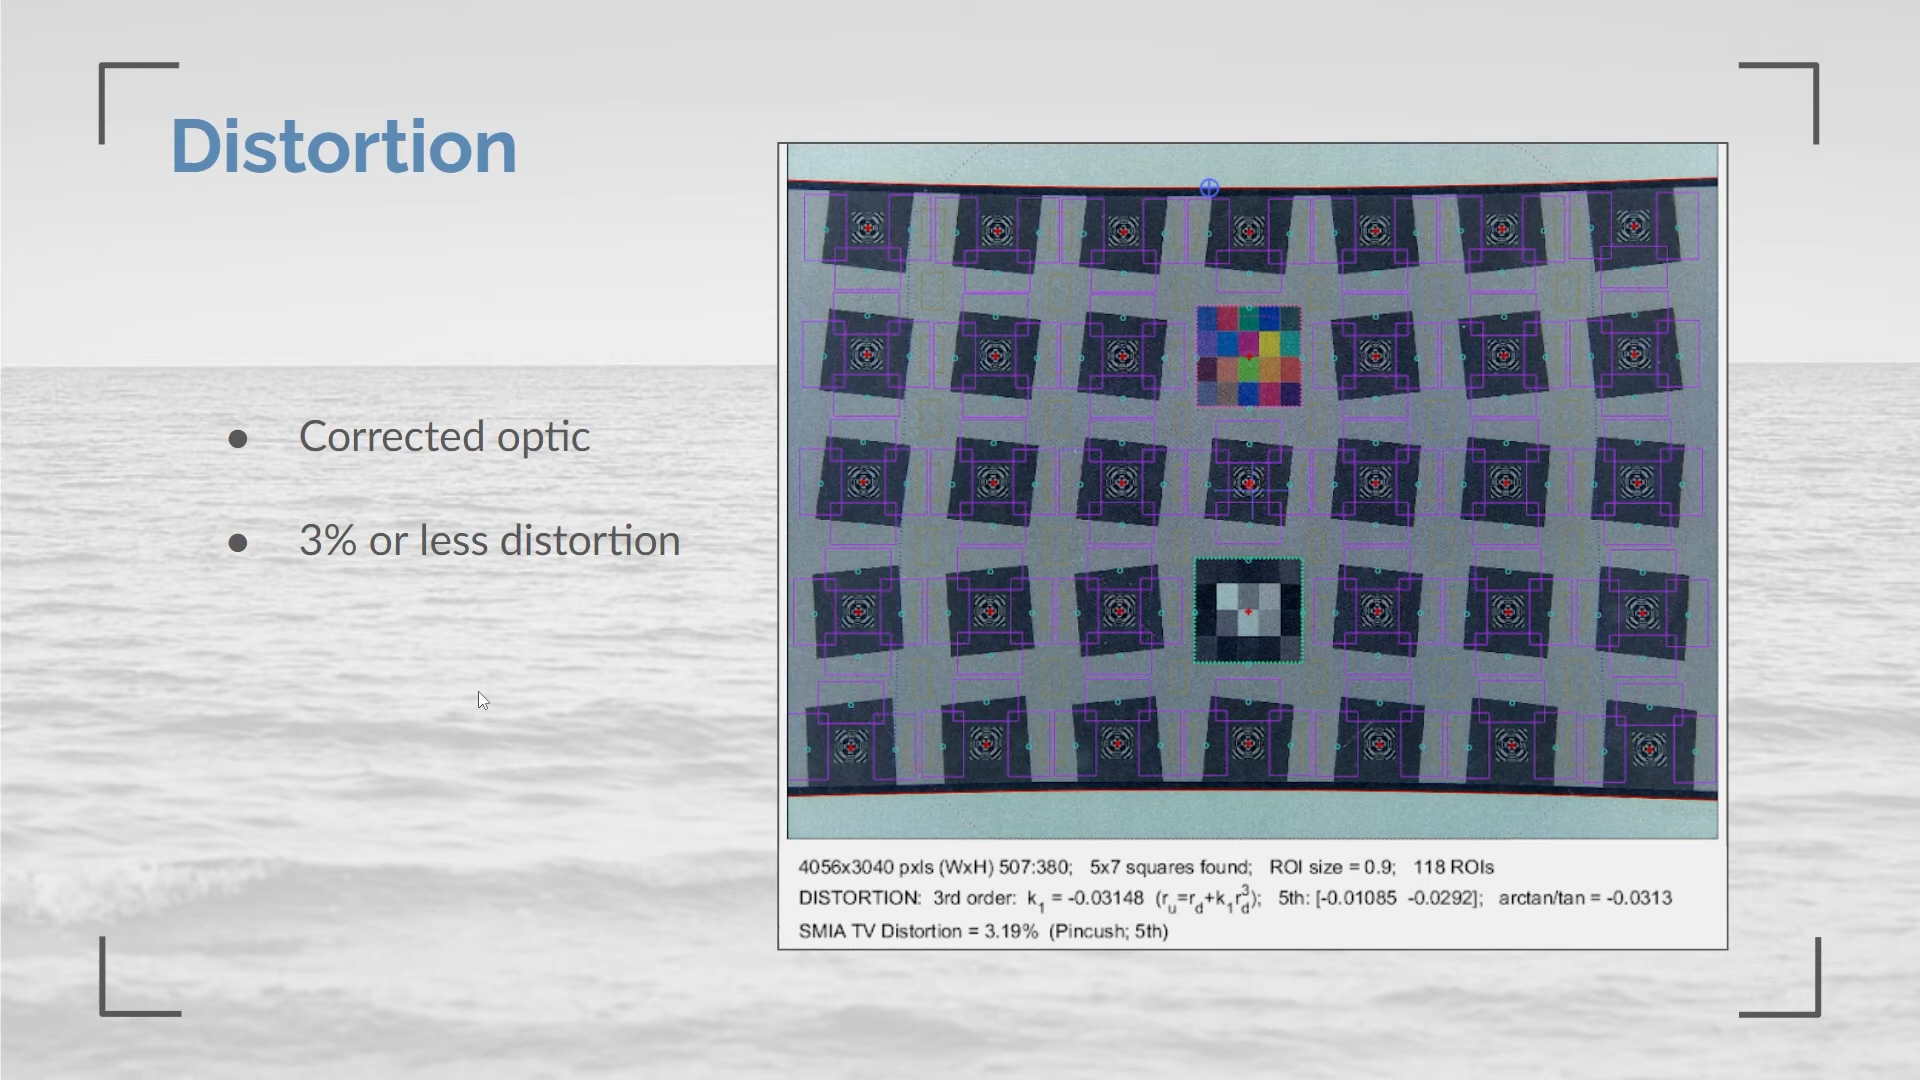 Distortion
● Corrected optic
● 3% or less distortion
4056x3040 pxls (WxH) 507:380; 5x7 squares found; ROI size = 0.9; 118 ROIs
DISTORTION: 3rd order: k₁ = -0.03148 (rᵤ=r_d+k₁r_d³); 5th: [-0.01085 -0.0292]; arctan/tan = -0.0313
SMIA TV Distortion = 3.19% (Pincush; 5th)